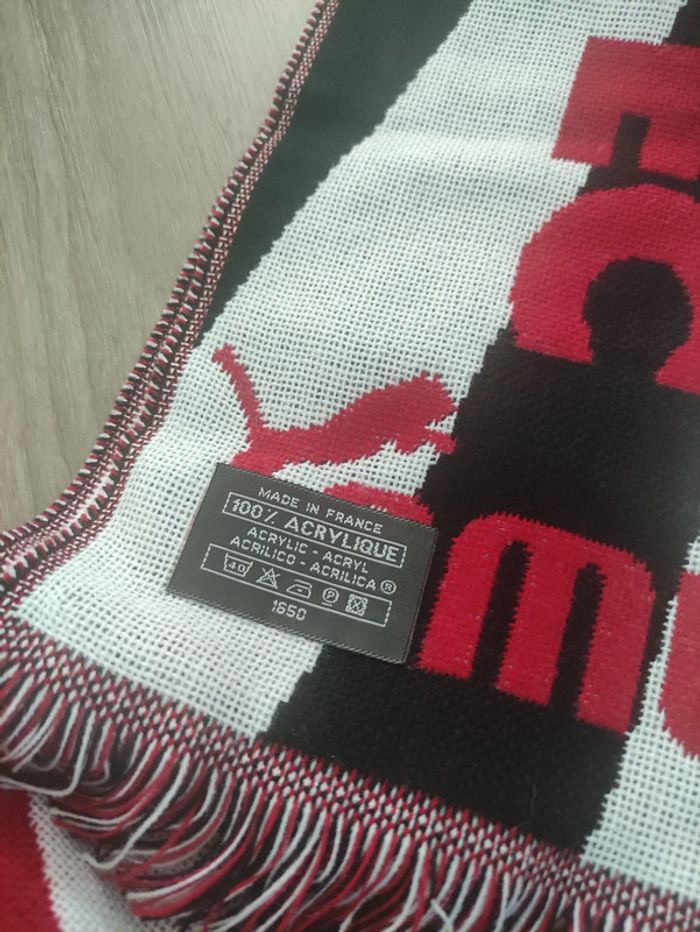 MADE IN FRANCE
100% ACRYLIQUE
ACRYLIC - ACRYL
ACRILICO - ACRILICA ®
40 P
1650